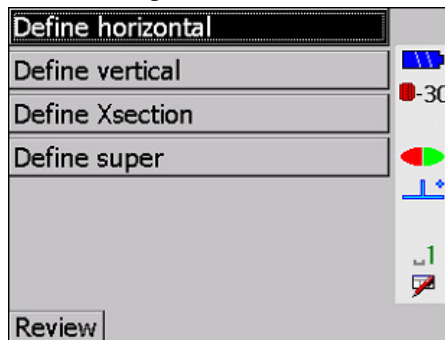 Define horizontal
Define vertical
-30
Define Xsection
Define super
1
Review